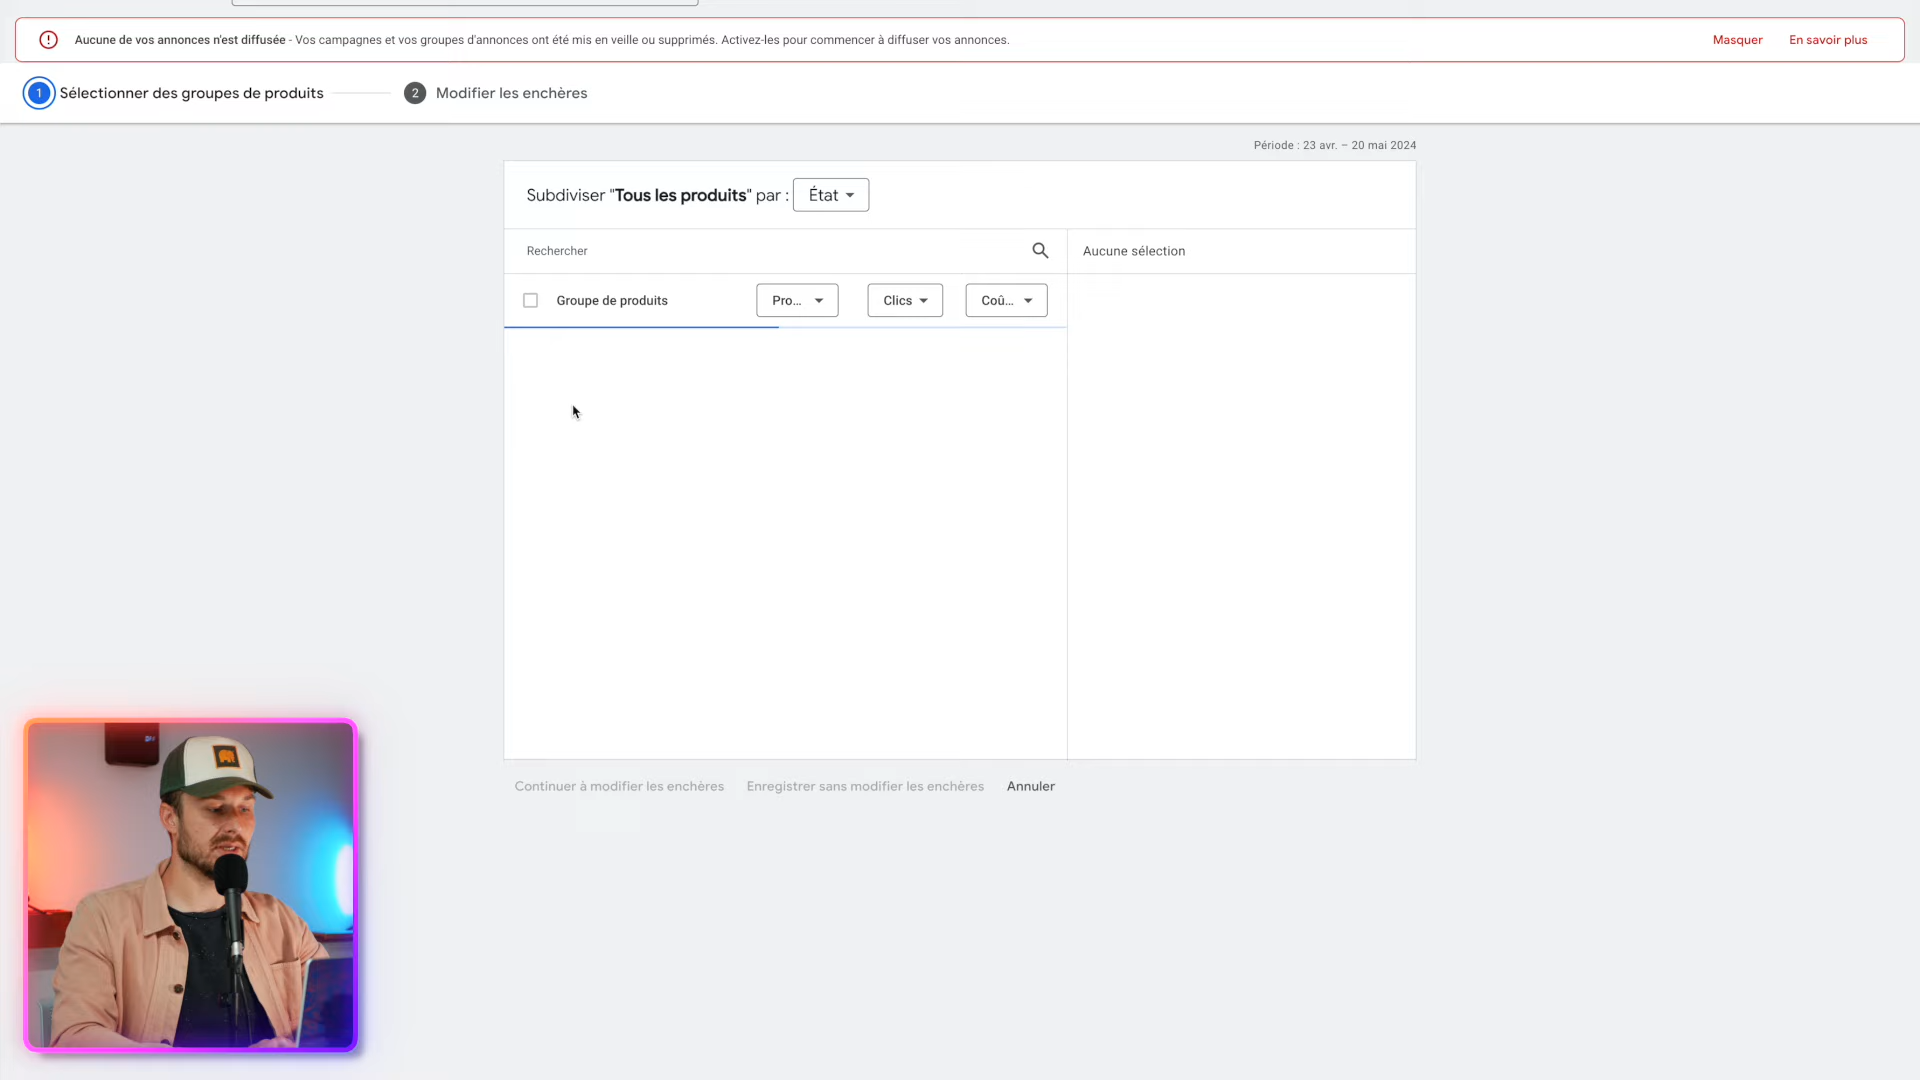 Aucune de vos annonces n'est diffusée - Vos campagnes et vos groupes d'annonces ont été mis en veille ou supprimés. Activez-les pour commencer à diffuser vos annonces.
Masquer
En savoir plus
1 Sélectionner des groupes de produits
2 Modifier les enchères
Période : 23 avr. – 20 mai 2024
Subdiviser "Tous les produits" par : État
Rechercher
Aucune sélection
Groupe de produits
Pro...
Clics
Coû...
Continuer à modifier les enchères
Enregistrer sans modifier les enchères
Annuler